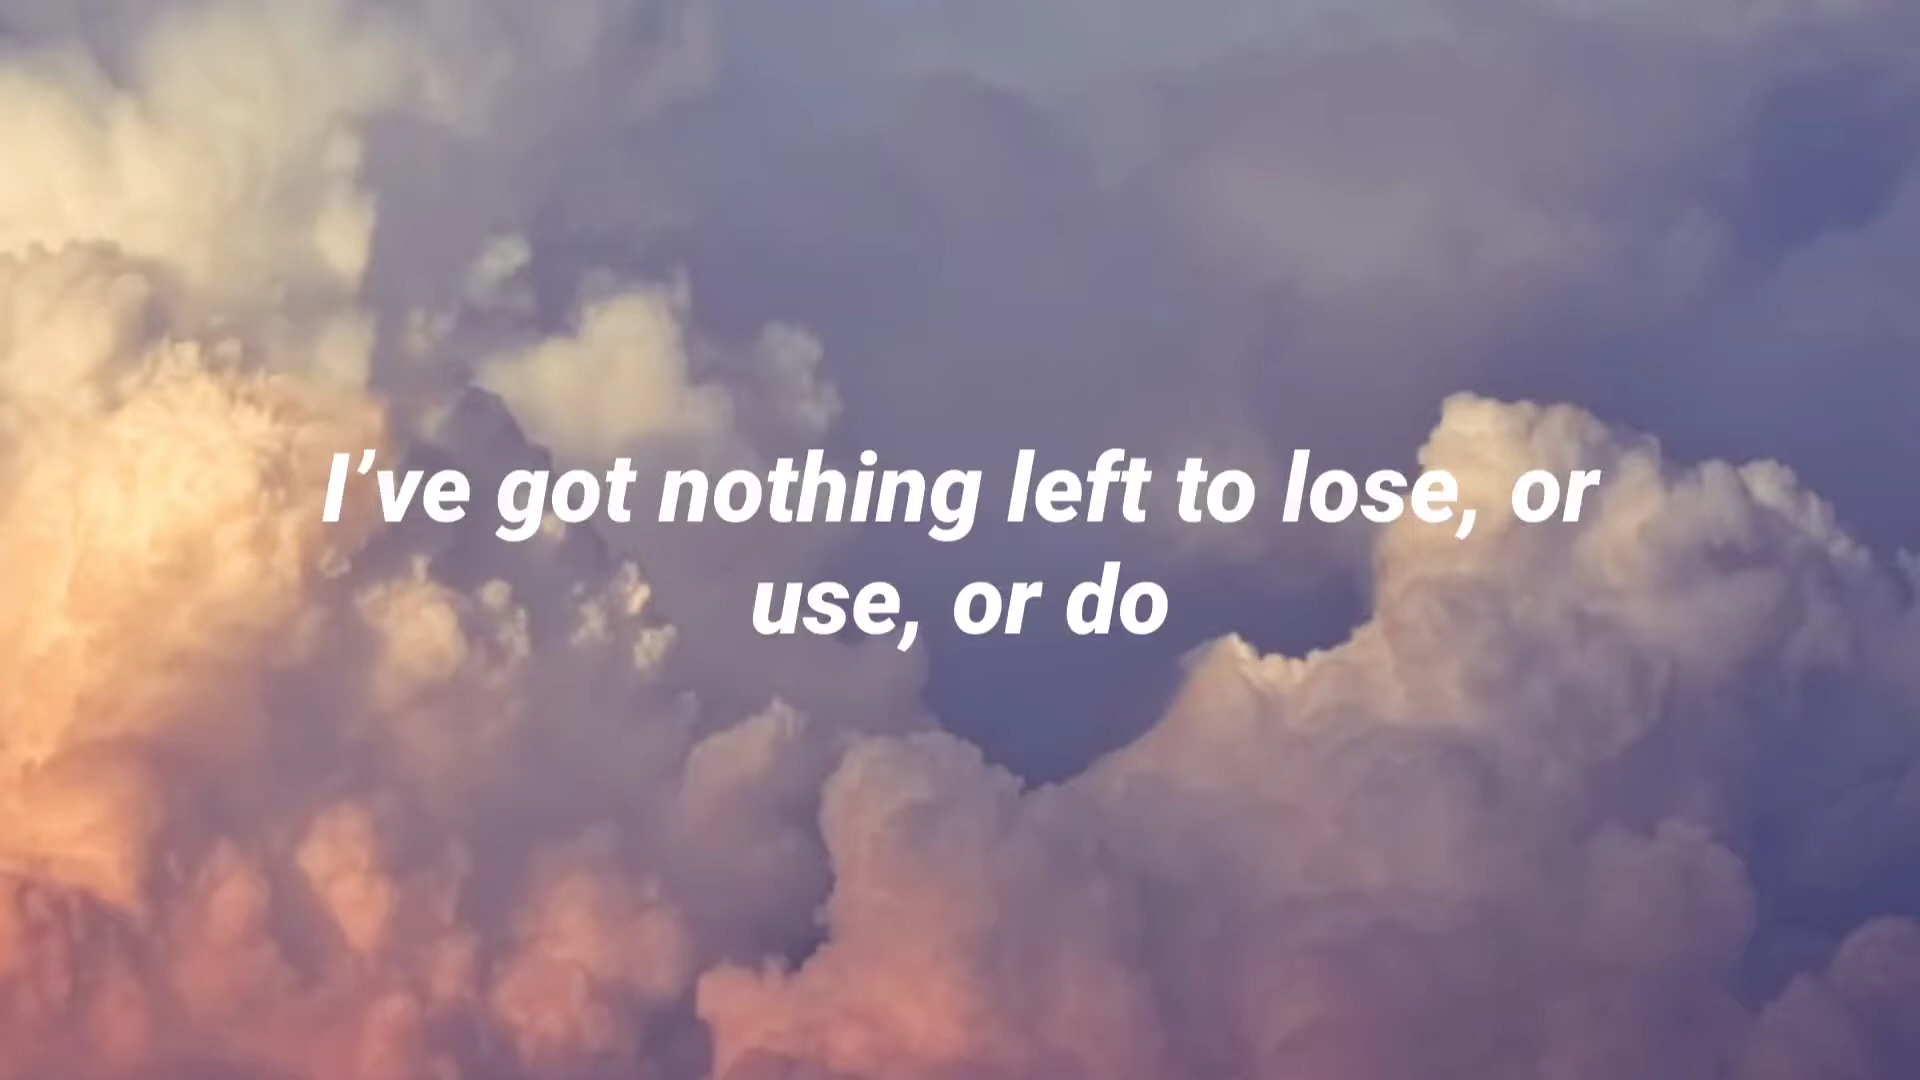 I’ve got nothing left to lose, or
use, or do